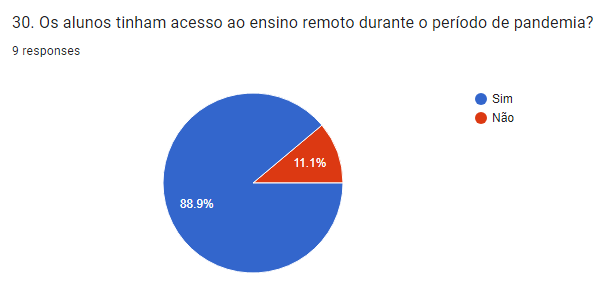 30. Os alunos tinham acesso ao ensino remoto durante o período de pandemia?
9 responses
Sim
Não
11.1%
88.9%